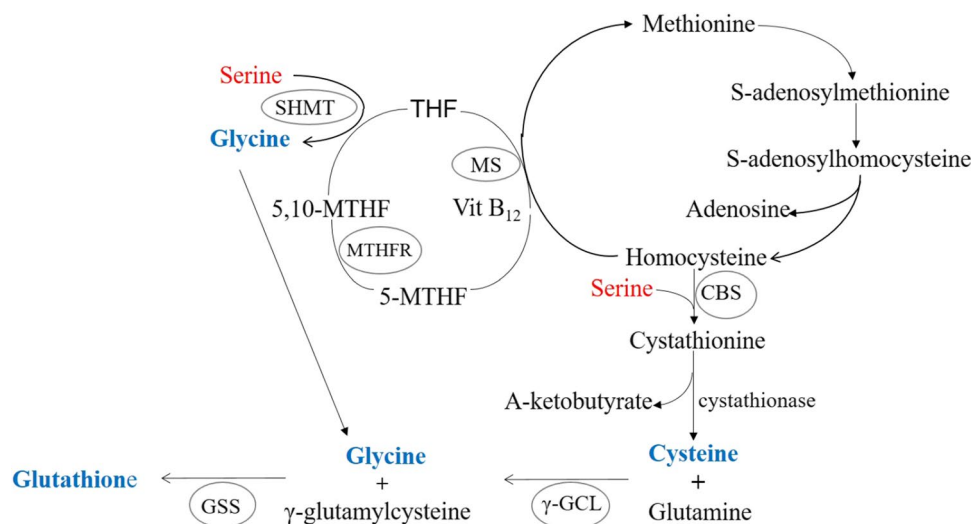 Methionine
Serine
SHMT
THF
S-adenosylmethionine
Glycine
MS
S-adenosylhomocysteine
5,10-MTHF
Vit B₁₂
Adenosine
MTHFR
Homocysteine
5-MTHF
Serine
CBS
Cystathionine
A-ketobutyrate
cystathionase
Glycine
Cysteine
Glutathione
+
+
GSS
γ-glutamylcysteine
γ-GCL
Glutamine